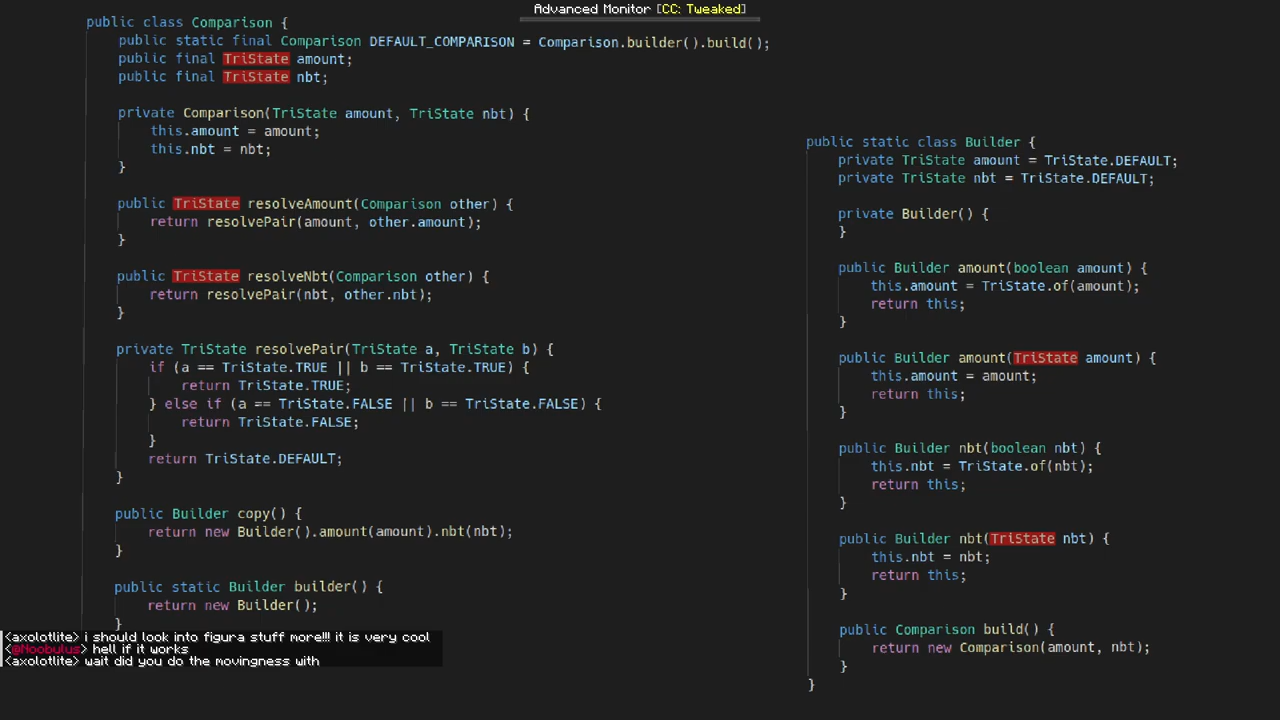 Advanced Monitor [CC: Tweaked]
public class Comparison {
public static final Comparison DEFAULT_COMPARISON = Comparison.builder().build();
public final TriState amount;
public final TriState nbt;
private Comparison(TriState amount, TriState nbt) {
this.amount = amount;
this.nbt = nbt;
}
public TriState resolveAmount(Comparison other) {
return resolvePair(amount, other.amount);
}
public TriState resolveNbt(Comparison other) {
return resolvePair(nbt, other.nbt);
}
private TriState resolvePair(TriState a, TriState b) {
if (a == TriState.TRUE || b == TriState.TRUE) {
return TriState.TRUE;
} else if (a == TriState.FALSE || b == TriState.FALSE) {
return TriState.FALSE;
}
return TriState.DEFAULT;
}
public Builder copy() {
return new Builder().amount(amount).nbt(nbt);
}
public static Builder builder() {
return new Builder();
}
<axolotlite> i should look into figura stuff more!!! it is very cool
<@Noobulus> hell if it works
<axolotlite> wait did you do the movingness with
public static class Builder {
private TriState amount = TriState.DEFAULT;
private TriState nbt = TriState.DEFAULT;
private Builder() {
}
public Builder amount(boolean amount) {
this.amount = TriState.of(amount);
return this;
}
public Builder amount(TriState amount) {
this.amount = amount;
return this;
}
public Builder nbt(boolean nbt) {
this.nbt = TriState.of(nbt);
return this;
}
public Builder nbt(TriState nbt) {
this.nbt = nbt;
return this;
}
public Comparison build() {
return new Comparison(amount, nbt);
}
}